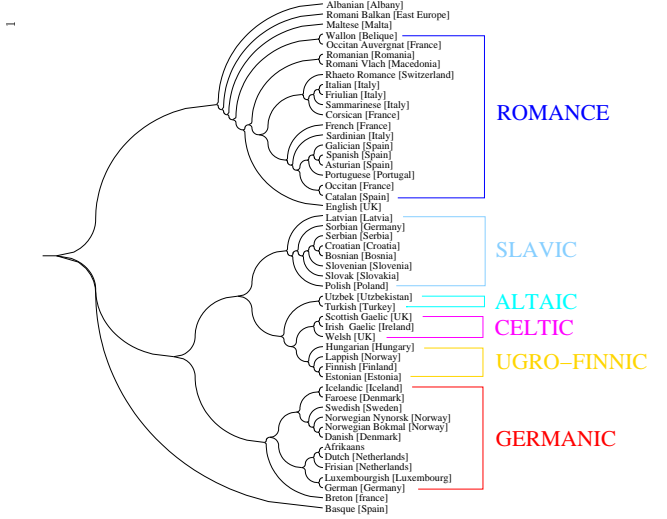 1
Albanian [Albany]
Romani Balkan [East Europe]
Maltese [Malta]
Wallon [Belique]
Occitan Auvergnat [France]
Romanian [Romania]
Romani Vlach [Macedonia]
Rhaeto Romance [Switzerland]
Italian [Italy]
Friulian [Italy]
Sammarinese [Italy]
Corsican [France]
French [France]
Sardinian [Italy]
Galician [Spain]
Spanish [Spain]
Asturian [Spain]
Portuguese [Portugal]
Occitan [France]
Catalan [Spain]
English [UK]
Latvian [Latvia]
Sorbian [Germany]
Serbian [Serbia]
Croatian [Croatia]
Bosnian [Bosnia]
Slovenian [Slovenia]
Slovak [Slovakia]
Polish [Poland]
Utzbek [Utzbekistan]
Turkish [Turkey]
Scottish Gaelic [UK]
Irish Gaelic [Ireland]
Welsh [UK]
Hungarian [Hungary]
Lappish [Norway]
Finnish [Finland]
Estonian [Estonia]
Icelandic [Iceland]
Faroese [Denmark]
Swedish [Sweden]
Norwegian Nynorsk [Norway]
Norwegian Bokmal [Norway]
Danish [Denmark]
Afrikaans
Dutch [Netherlands]
Frisian [Netherlands]
Luxembourgish [Luxembourg]
German [Germany]
Breton [france]
Basque [Spain]
ROMANCE
SLAVIC
ALTAIC
CELTIC
UGRO−FINNIC
GERMANIC